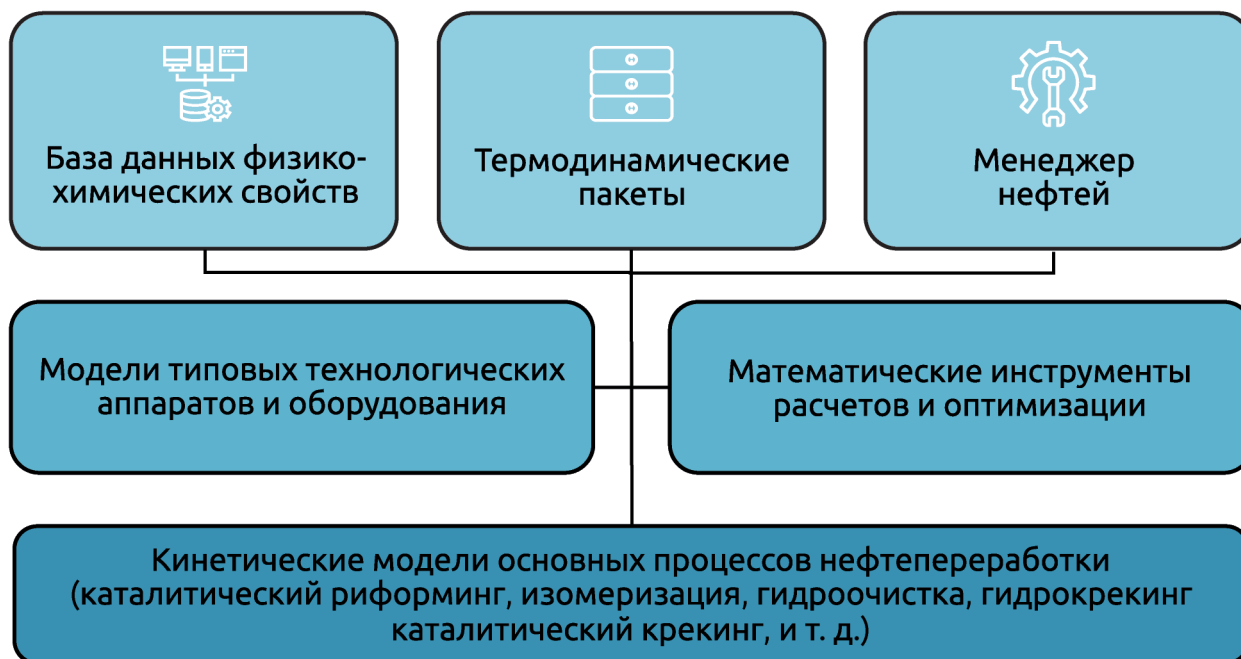 База данных физико-
химических свойств
Термодинамические
пакеты
Менеджер
нефтей
Модели типовых технологических
аппаратов и оборудования
Математические инструменты
расчетов и оптимизации
Кинетические модели основных процессов нефтепереработки
(каталитический риформинг, изомеризация, гидроочистка, гидрокрекинг
каталитический крекинг, и т. д.)